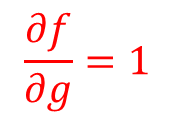 ∂f/∂g = 1